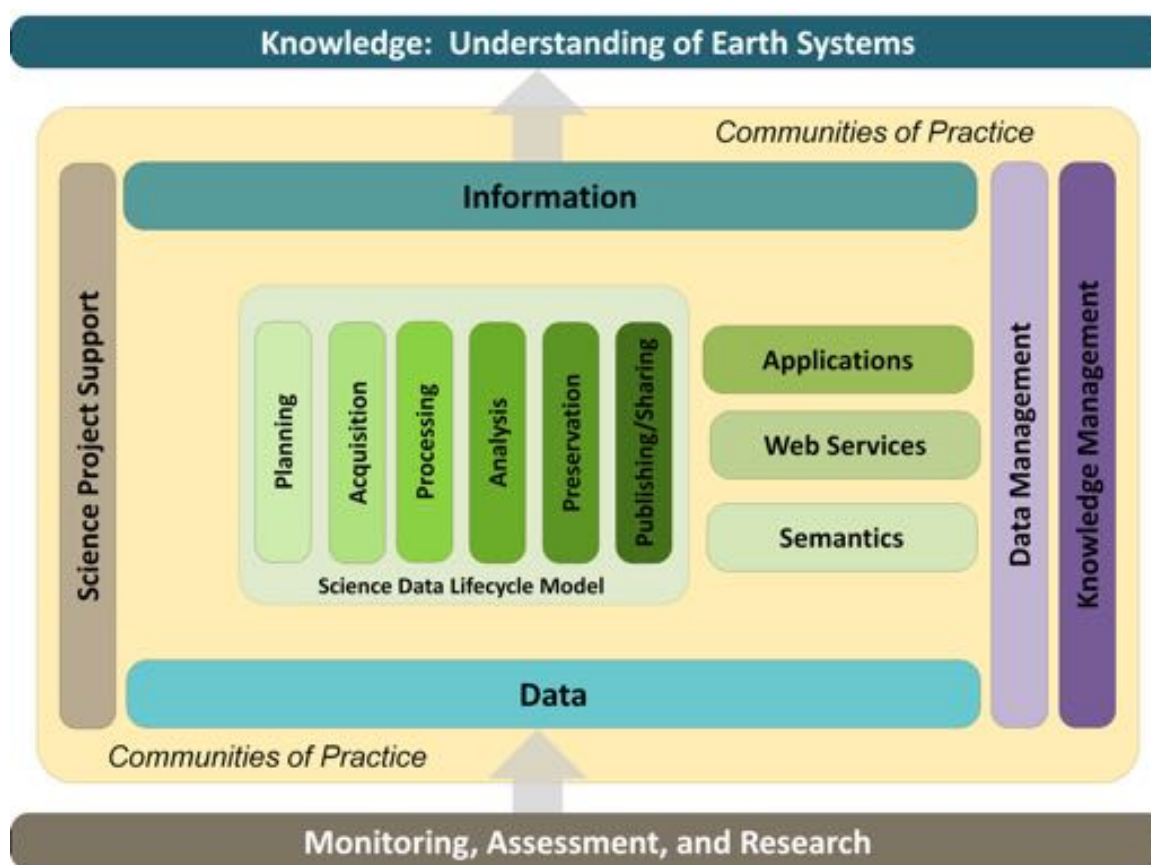 Knowledge:  Understanding of Earth Systems
Communities of Practice
Information
Science Project Support
Planning
Acquisition
Processing
Analysis
Preservation
Publishing/Sharing
Science Data Lifecycle Model
Applications
Web Services
Semantics
Data Management
Knowledge Management
Data
Communities of Practice
Monitoring, Assessment, and Research